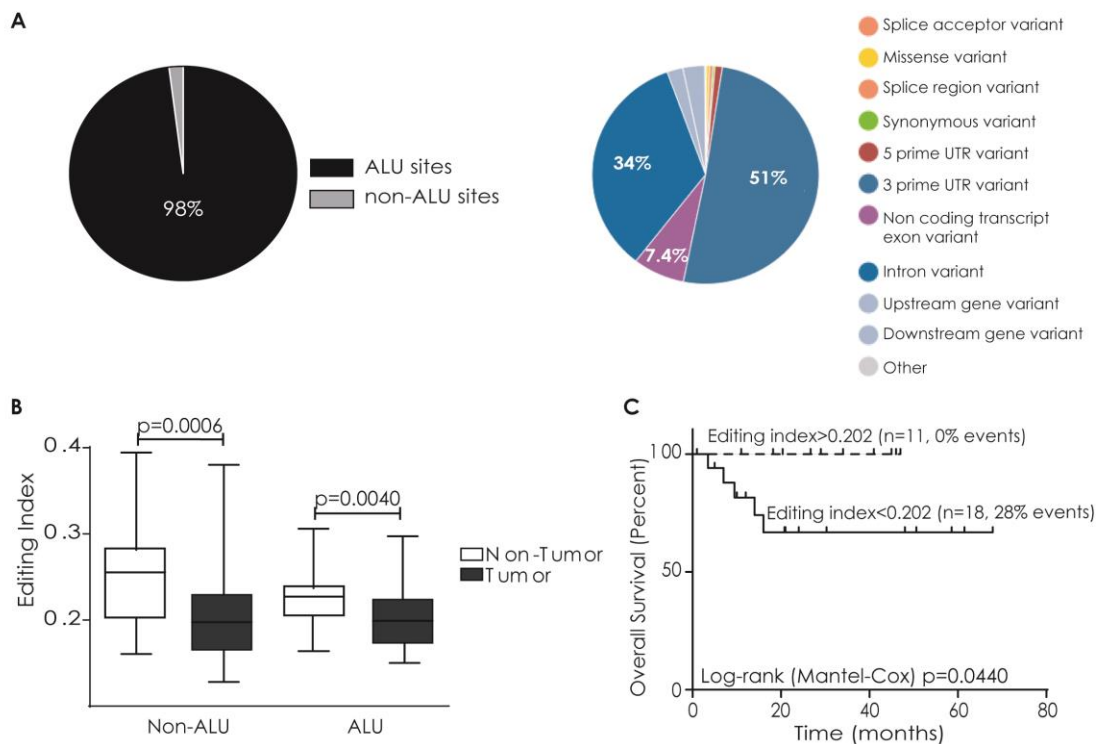 A
98%
ALU sites
non-ALU sites
34%
51%
7.4%
Splice acceptor variant
Missense variant
Splice region variant
Synonymous variant
5 prime UTR variant
3 prime UTR variant
Non coding transcript
exon variant
Intron variant
Upstream gene variant
Downstream gene variant
Other
B
p=0.0006
p=0.0040
0.4
0.3
0.2
Editing Index
Non-Tumor
Tumor
Non-ALU
ALU
C
Editing index>0.202 (n=11, 0% events)
Editing index<0.202 (n=18, 28% events)
Overall Survival (Percent)
100
50
0
Log-rank (Mantel-Cox) p=0.0440
0
20
40
60
80
Time (months)